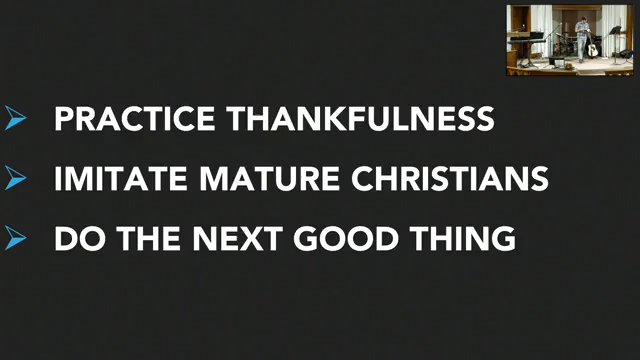 PRACTICE THANKFULNESS
IMITATE MATURE CHRISTIANS
DO THE NEXT GOOD THING